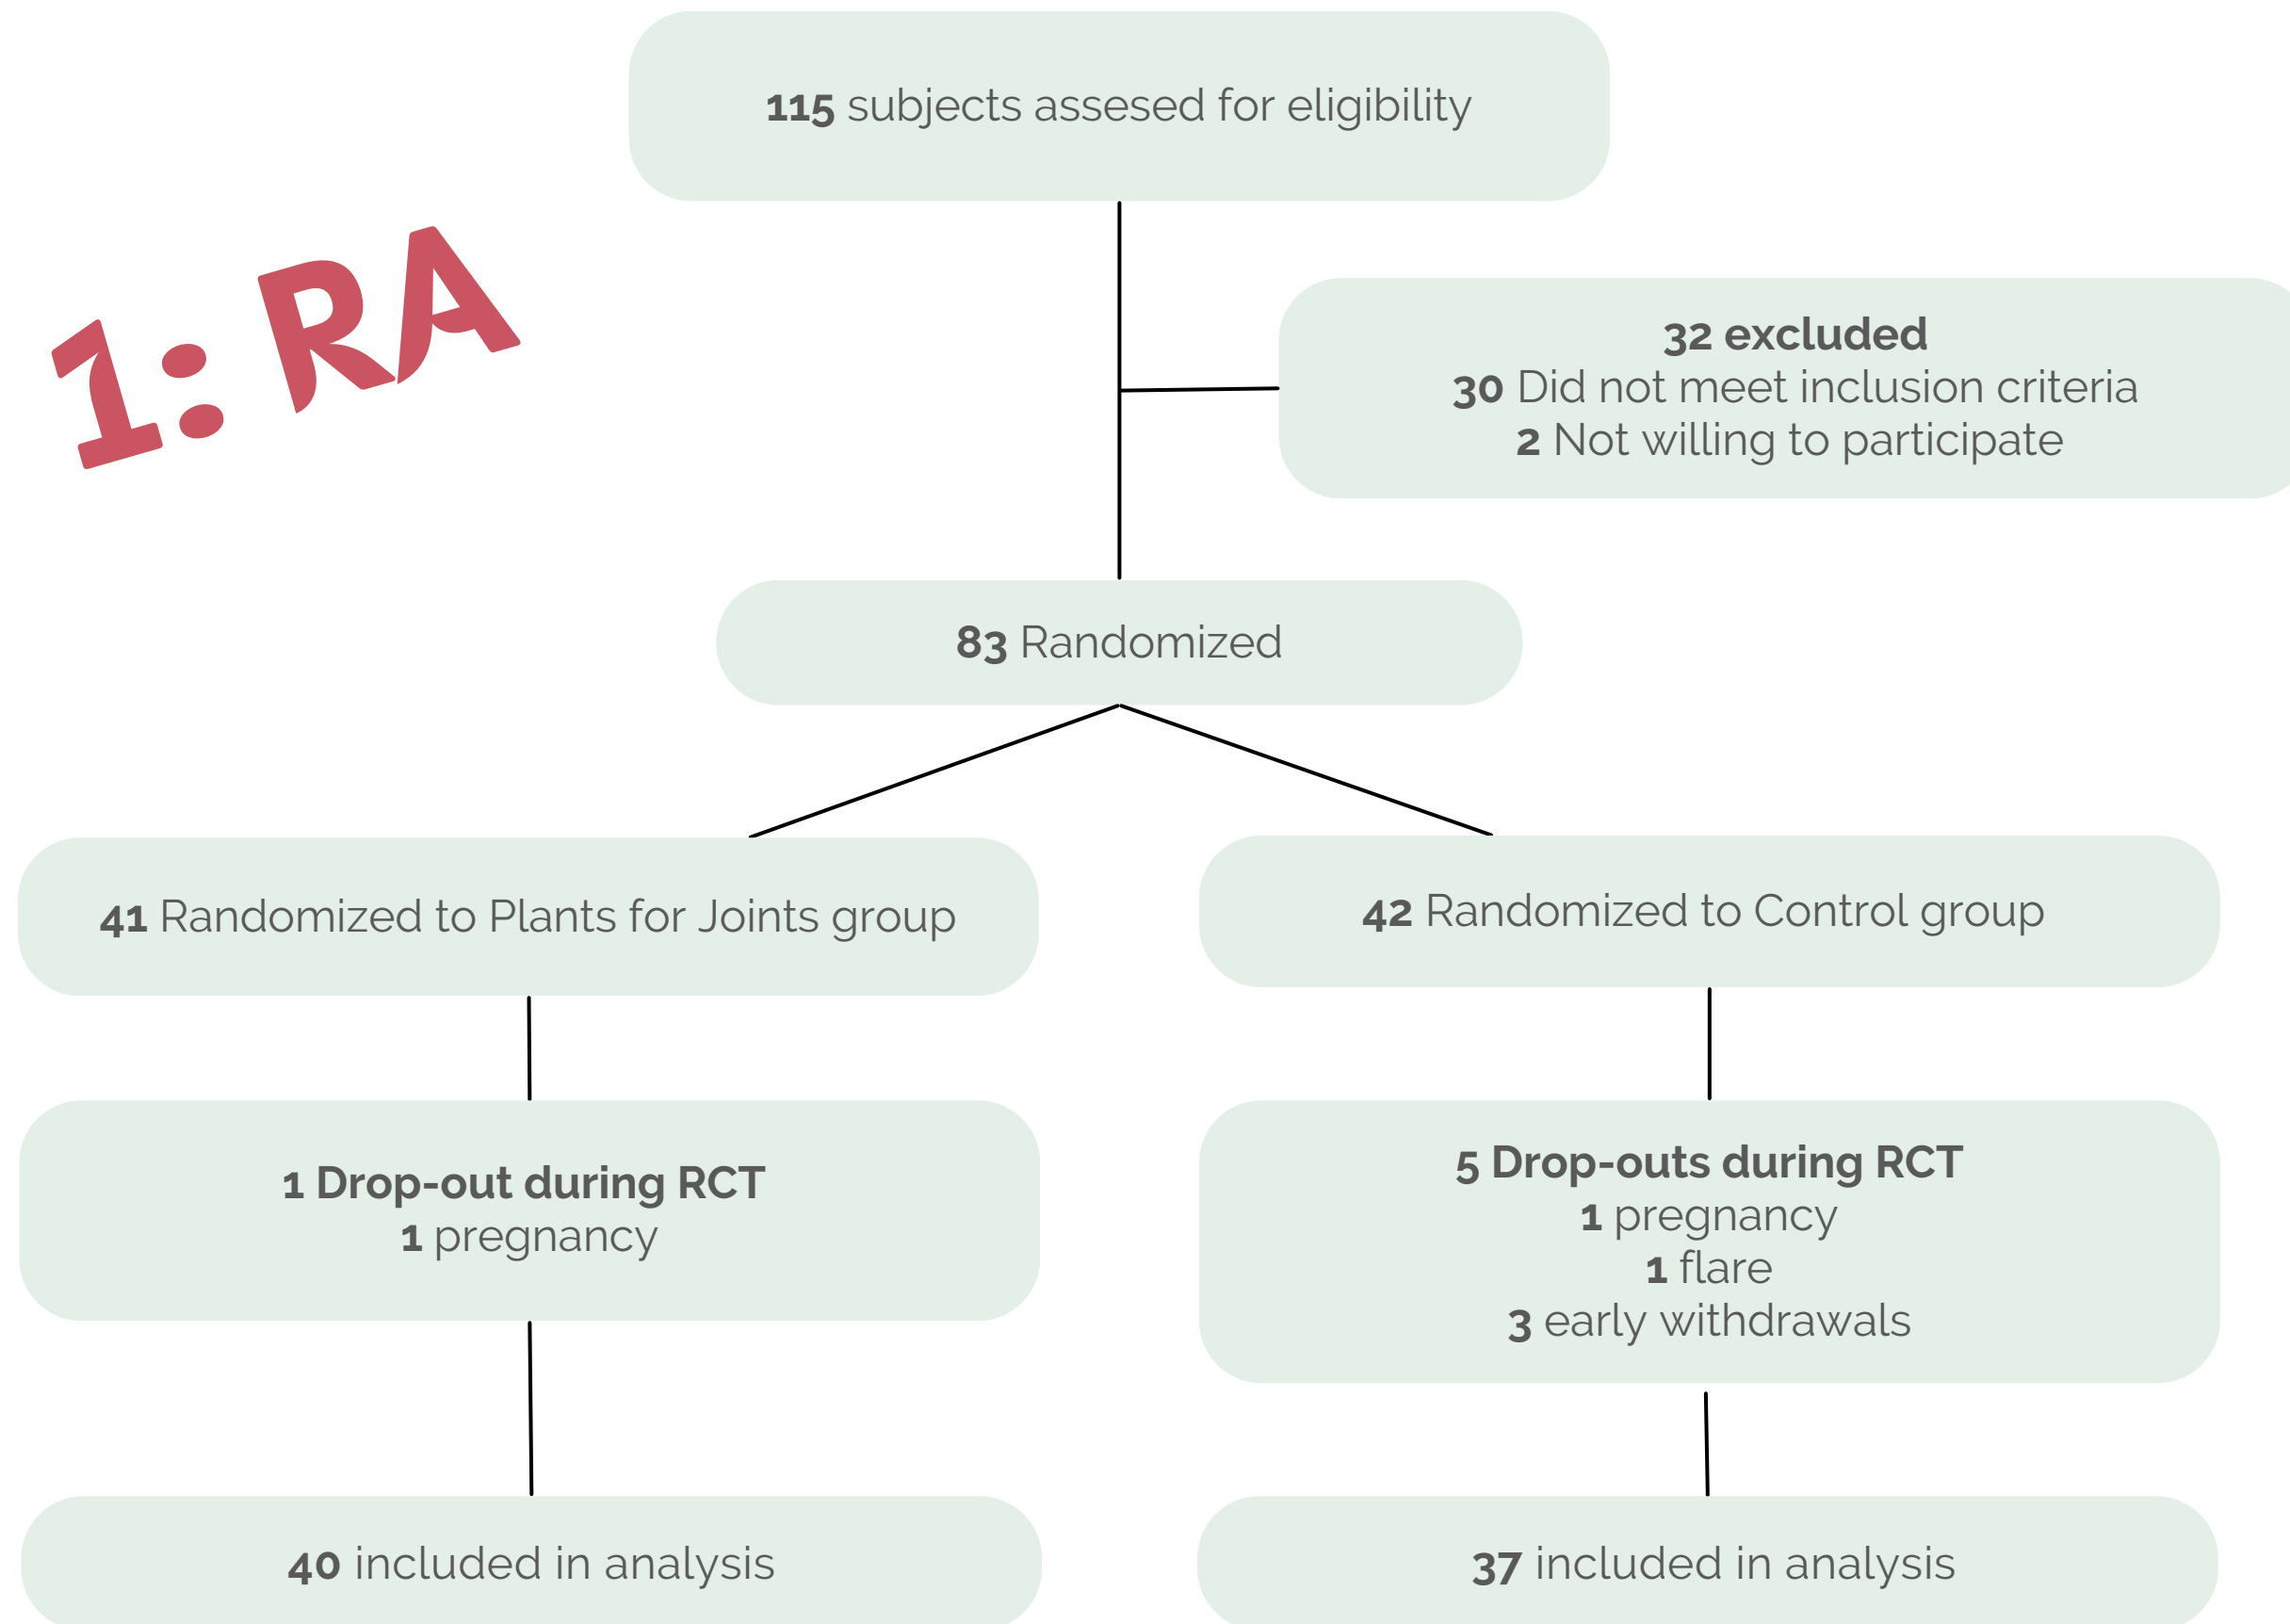 115 subjects assesed for eligibility
1: RA
32 excluded
30 Did not meet inclusion criteria
2 Not willing to participate
83 Randomized
41 Randomized to Plants for Joints group
42 Randomized to Control group
1 Drop-out during RCT
1 pregnancy
5 Drop-outs during RCT
1 pregnancy
1 flare
3 early withdrawals
40 included in analysis
37 included in analysis